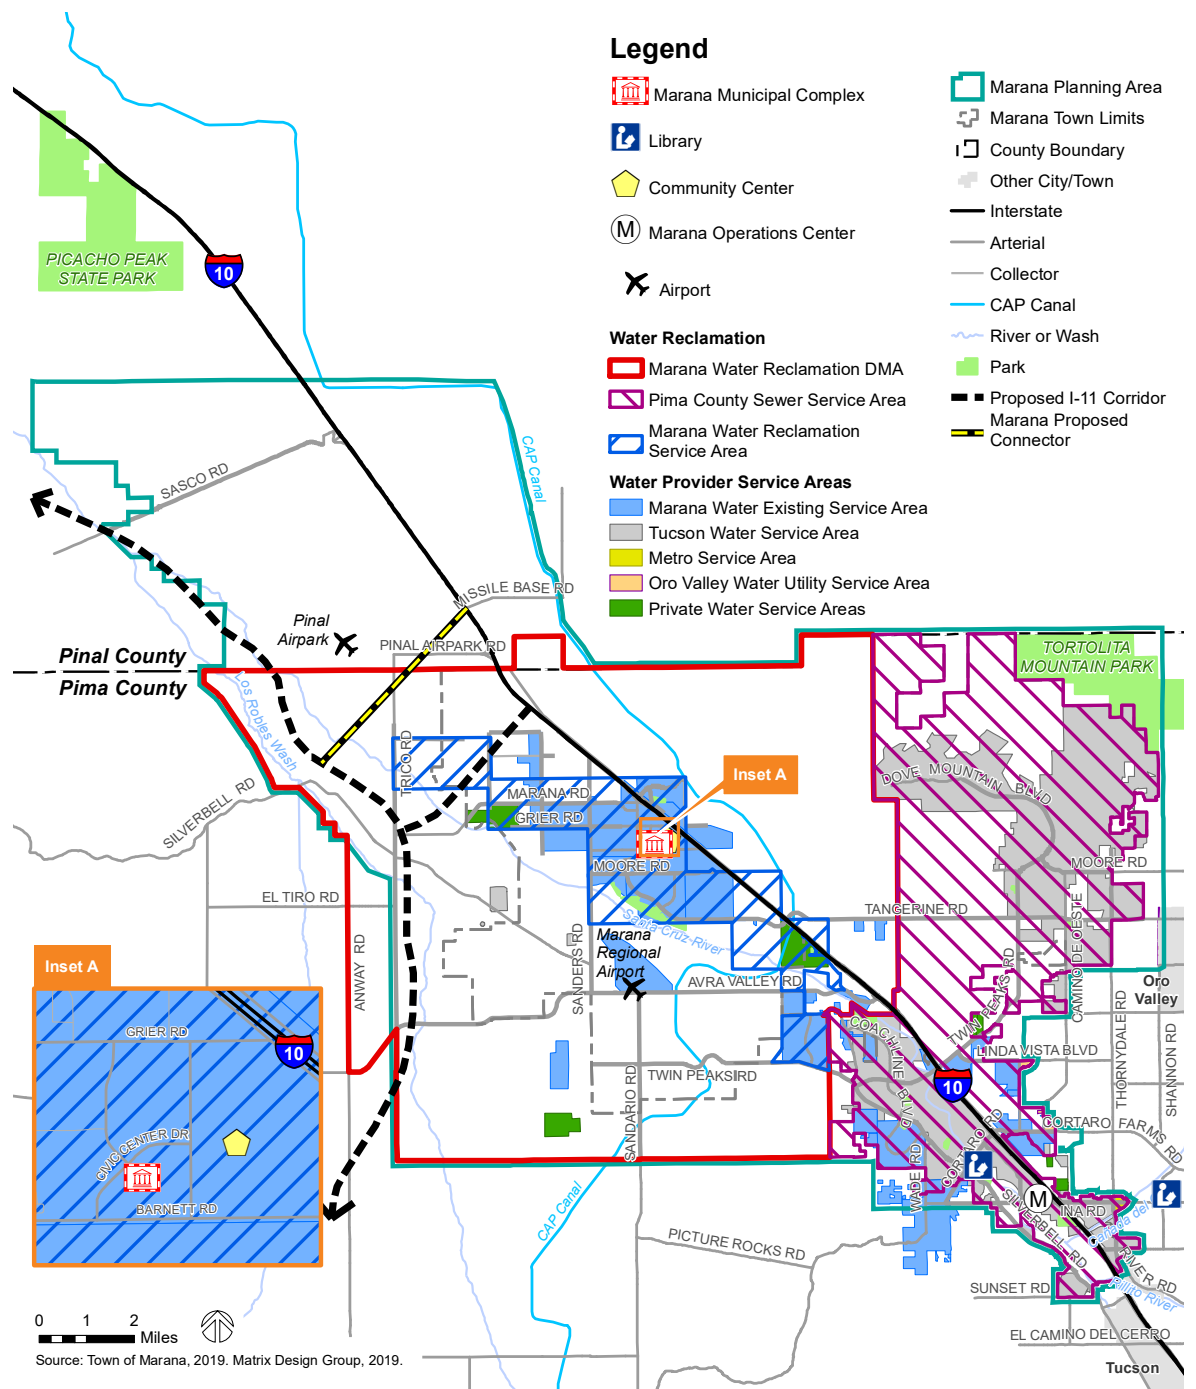 Legend
Marana Municipal Complex
Library
Community Center
M
Marana Operations Center
Airport
Water Reclamation
Marana Water Reclamation DMA
Pima County Sewer Service Area
Marana Water Reclamation
Service Area
Water Provider Service Areas
Marana Water Existing Service Area
Tucson Water Service Area
Metro Service Area
Oro Valley Water Utility Service Area
Private Water Service Areas
Marana Planning Area
Marana Town Limits
County Boundary
Other City/Town
Interstate
Arterial
Collector
CAP Canal
River or Wash
Park
Proposed I-11 Corridor
Marana Proposed
Connector
PICACHO PEAK
STATE PARK
10
CAP Canal
SASCO RD
MISSILE BASE RD
Pinal
Airpark
PINAL AIRPARK RD
Pinal County
Pima County
TORTOLITA
MOUNTAIN PARK
Los Robles Wash
TRICO RD
Inset A
DOVE MOUNTAIN BLVD
MARANA RD
GRIER RD
SILVERBELL RD
MOORE RD
MOORE RD
EL TIRO RD
TANGERINE RD
Santa Cruz River
CAMINO DE OESTE
Marana
Regional
Airport
SANDERS RD
ANWAY RD
AVRA VALLEY RD
TWIN PEAKS RD
Oro
Valley
Inset A
GRIER RD
10
CIVIC CENTER DR
BARNETT RD
COACHLINE BLVD
LINDA VISTA BLVD
THORNYDALE RD
SHANNON RD
TWIN PEAKS RD
10
SANDARIO RD
CORTARO RD
CORTARO FARMS RD
WADE RD
M
INA RD
SILVERBELL RD
Cañada del
CAP Canal
PICTURE ROCKS RD
RIVER RD
SUNSET RD
Rillito River
EL CAMINO DEL CERRO
Tucson
0 1 2
Miles
Source: Town of Marana, 2019. Matrix Design Group, 2019.